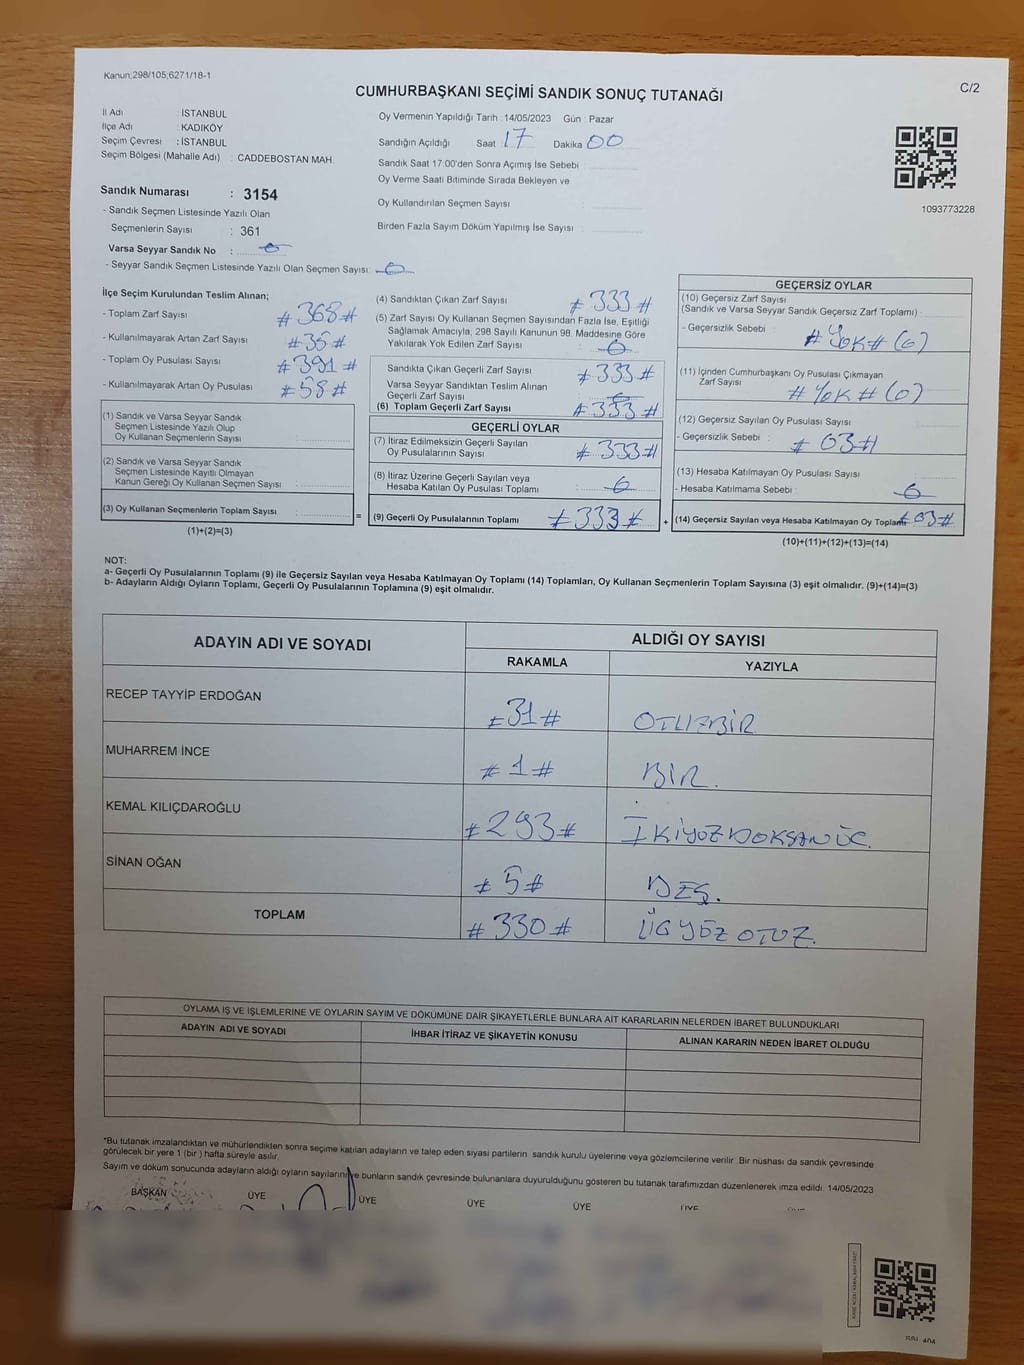 Kanun;298/105;6271/18-1
C/2
CUMHURBAŞKANI SEÇİMİ SANDIK SONUÇ TUTANAĞI
İl Adı : İSTANBUL
İlçe Adı : KADIKÖY
Seçim Çevresi : İSTANBUL
Seçim Bölgesi (Mahalle Adı) : CADDEBOSTAN MAH.
Sandık Numarası : 3154
- Sandık Seçmen Listesinde Yazılı Olan
Seçmenlerin Sayısı : 361
Varsa Seyyar Sandık No : 0
- Seyyar Sandık Seçmen Listesinde Yazılı Olan Seçmen Sayısı: 0
Oy Vermenin Yapıldığı Tarih : 14/05/2023 Gün : Pazar
Sandığın Açıldığı Saat 17 Dakika 00
Sandık Saat 17:00'den Sonra Açımış İse Sebebi :
Oy Verme Saati Bitiminde Sırada Bekleyen ve
Oy Kullandırılan Seçmen Sayısı :
Birden Fazla Sayım Döküm Yapılmış İse Sayısı :
1093773228
İlçe Seçim Kurulundan Teslim Alınan;
- Toplam Zarf Sayısı : # 368 #
- Kullanılmayarak Artan Zarf Sayısı : # 35 #
- Toplam Oy Pusulası Sayısı : # 391 #
- Kullanılmayarak Artan Oy Pusulası : # 58 #
(1) Sandık ve Varsa Seyyar Sandık
Seçmen Listesinde Yazılı Olup
Oy Kullanan Seçmenlerin Sayısı :
(2) Sandık ve Varsa Seyyar Sandık
Seçmen Listesinde Kayıtlı Olmayan
Kanun Gereği Oy Kullanan Seçmen Sayısı :
(3) Oy Kullanan Seçmenlerin Toplam Sayısı :
(1)+(2)=(3)
=
(4) Sandıktan Çıkan Zarf Sayısı : # 333 #
(5) Zarf Sayısı Oy Kullanan Seçmen Sayısından Fazla İse, Eşitliği
Sağlamak Amacıyla; 298 Sayılı Kanunun 98. Maddesine Göre
Yakılarak Yok Edilen Zarf Sayısı : 0
Sandıkta Çıkan Geçerli Zarf Sayısı : # 333 #
Varsa Seyyar Sandıktan Teslim Alınan
Geçerli Zarf Sayısı : 0
(6) Toplam Geçerli Zarf Sayısı : # 333 #
GEÇERLİ OYLAR
(7) İtiraz Edilmeksizin Geçerli Sayılan
Oy Pusulalarının Sayısı : # 333 #
(8) İtiraz Üzerine Geçerli Sayılan veya
Hesaba Katılan Oy Pusulası Toplamı : 0
(9) Geçerli Oy Pusulalarının Toplamı : # 333 #
+
GEÇERSİZ OYLAR
(10) Geçersiz Zarf Sayısı
(Sandık ve Varsa Seyyar Sandık Geçersiz Zarf Toplamı) :
- Geçersizlik Sebebi : # YOK # (0)
(11) İçinden Cumhurbaşkanı Oy Pusulası Çıkmayan
Zarf Sayısı : # YOK # (0)
(12) Geçersiz Sayılan Oy Pusulası Sayısı :
- Geçersizlik Sebebi : # 03 #
(13) Hesaba Katılmayan Oy Pusulası Sayısı :
- Hesaba Katılmama Sebebi : 0
(14) Geçersiz Sayılan veya Hesaba Katılmayan Oy Toplamı # 03 #
(10)+(11)+(12)+(13)=(14)
NOT:
a- Geçerli Oy Pusulalarının Toplamı (9) ile Geçersiz Sayılan veya Hesaba Katılmayan Oy Toplamı (14) Toplamları, Oy Kullanan Seçmenlerin Toplam Sayısına (3) eşit olmalıdır. (9)+(14)=(3)
b- Adayların Aldığı Oyların Toplamı, Geçerli Oy Pusulalarının Toplamına (9) eşit olmalıdır.
ADAYIN ADI VE SOYADI ALDIĞI OY SAYISI
RAKAMLA YAZIYLA
RECEP TAYYİP ERDOĞAN # 31 # OTUZBİR
MUHARREM İNCE # 1 # BİR.
KEMAL KILIÇDAROĞLU # 293 # İKİYÜZDOKSANÜÇ.
SİNAN OĞAN # 5 # BEŞ.
TOPLAM # 330 # ÜÇYÜZ OTUZ.
OYLAMA İŞ VE İŞLEMLERİNE VE OYLARIN SAYIM VE DÖKÜMÜNE DAİR ŞİKAYETLERLE BUNLARA AİT KARARLARIN NELERDEN İBARET BULUNDUKLARI
ADAYIN ADI VE SOYADI İHBAR İTİRAZ VE ŞİKAYETİN KONUSU ALINAN KARARIN NEDEN İBARET OLDUĞU
*Bu tutanak imzalandıktan ve mühürlendikten sonra seçime katılan adayların ve talep eden siyasi partilerin sandık kurulu üyelerine veya gözlemcilerine verilir. Bir nüshası da sandık çevresinde
görülecek bir yere 1 (bir ) hafta süreyle asılır.
Sayım ve döküm sonucunda adayların aldığı oyların sayılarını ve bunların sandık çevresinde bulunanlara duyurulduğunu gösteren bu tutanak tarafımızdan düzenlenerek imza edildi. 14/05/2023
BAŞKAN ÜYE ÜYE ÜYE ÜYE ÜYE